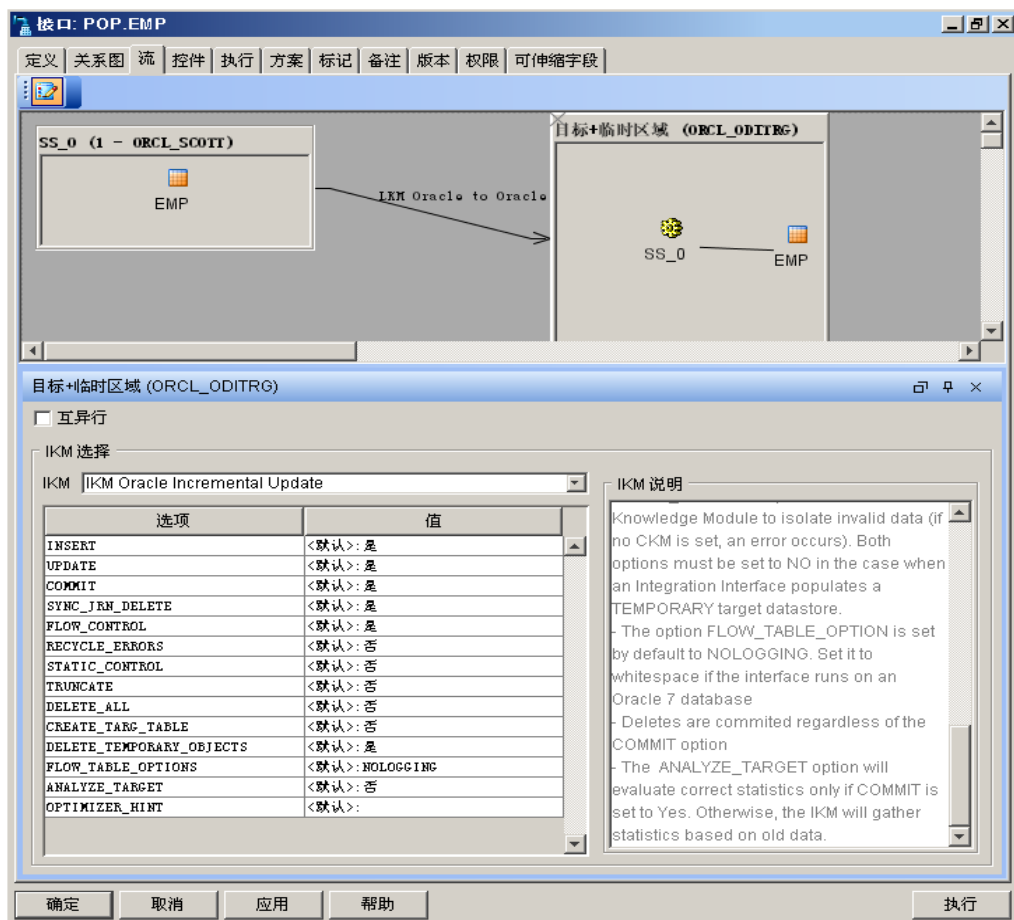 接口: POP.EMP
定义 关系图 流 控件 执行 方案 标记 备注 版本 权限 可伸缩字段
SS_0 (1 - ORCL_SCOTT)
EMP
LKM Oracle to Oracle
目标+临时区域 (ORCL_ODITRG)
SS_0
EMP
目标+临时区域 (ORCL_ODITRG)
互异行
IKM 选择
IKM IKM Oracle Incremental Update
选项 值
INSERT <默认>:是
UPDATE <默认>:是
COMMIT <默认>:是
SYNC_JRN_DELETE <默认>:是
FLOW_CONTROL <默认>:是
RECYCLE_ERRORS <默认>:否
STATIC_CONTROL <默认>:否
TRUNCATE <默认>:否
DELETE_ALL <默认>:否
CREATE_TARG_TABLE <默认>:否
DELETE_TEMPORARY_OBJECTS <默认>:是
FLOW_TABLE_OPTIONS <默认>:NOLOGGING
ANALYZE_TARGET <默认>:否
OPTIMIZER_HINT <默认>:
IKM 说明
Knowledge Module to isolate invalid data (if
no CKM is set, an error occurs). Both
options must be set to NO in the case when
an Integration Interface populates a
TEMPORARY target datastore.
- The option FLOW_TABLE_OPTION is set
by default to NOLOGGING. Set it to
whitespace if the interface runs on an
Oracle 7 database
- Deletes are commited regardless of the
COMMIT option
- The ANALYZE_TARGET option will
evaluate correct statistics only if COMMIT is
set to Yes. Otherwise, the IKM will gather
statistics based on old data.
确定 取消 应用 帮助 执行